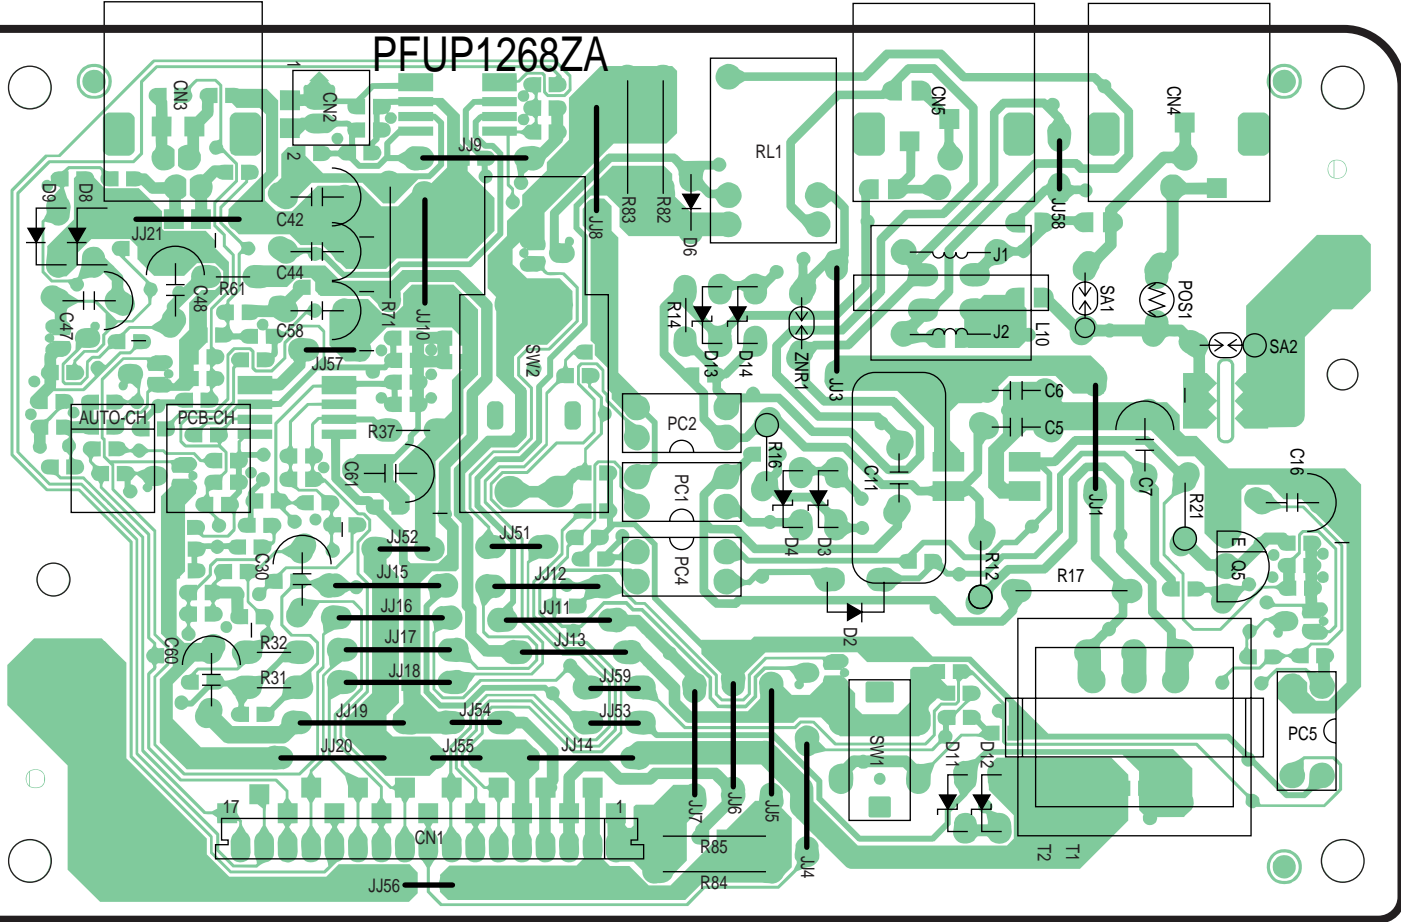 PFUP1268ZA
1
CN3
CN2
2
JJ9
R83
R82
RL1
CN5
CN4
D9
D8
JJ21
C42
C44
C58
R61
C48
C47
R71
JJ10
JJ57
JJ8
D6
JJ58
J1
J2
L10
SA1
POS1
SA2
R14
D13
D14
ZNR1
JJ3
SW2
AUTO-CH
PCB-CH
R37
C61
PC2
PC1
PC4
R16
D4
D3
C11
C6
C5
JJ1
C7
R21
C16
E
Q5
R12
R17
D2
C30
C60
R32
R31
JJ52
JJ51
JJ15
JJ12
JJ16
JJ11
JJ17
JJ13
JJ18
JJ59
JJ19
JJ54
JJ53
JJ20
JJ55
JJ14
JJ7
JJ6
JJ5
JJ4
SW1
D11
D12
PC5
T2
T1
17
CN1
1
R85
R84
JJ56